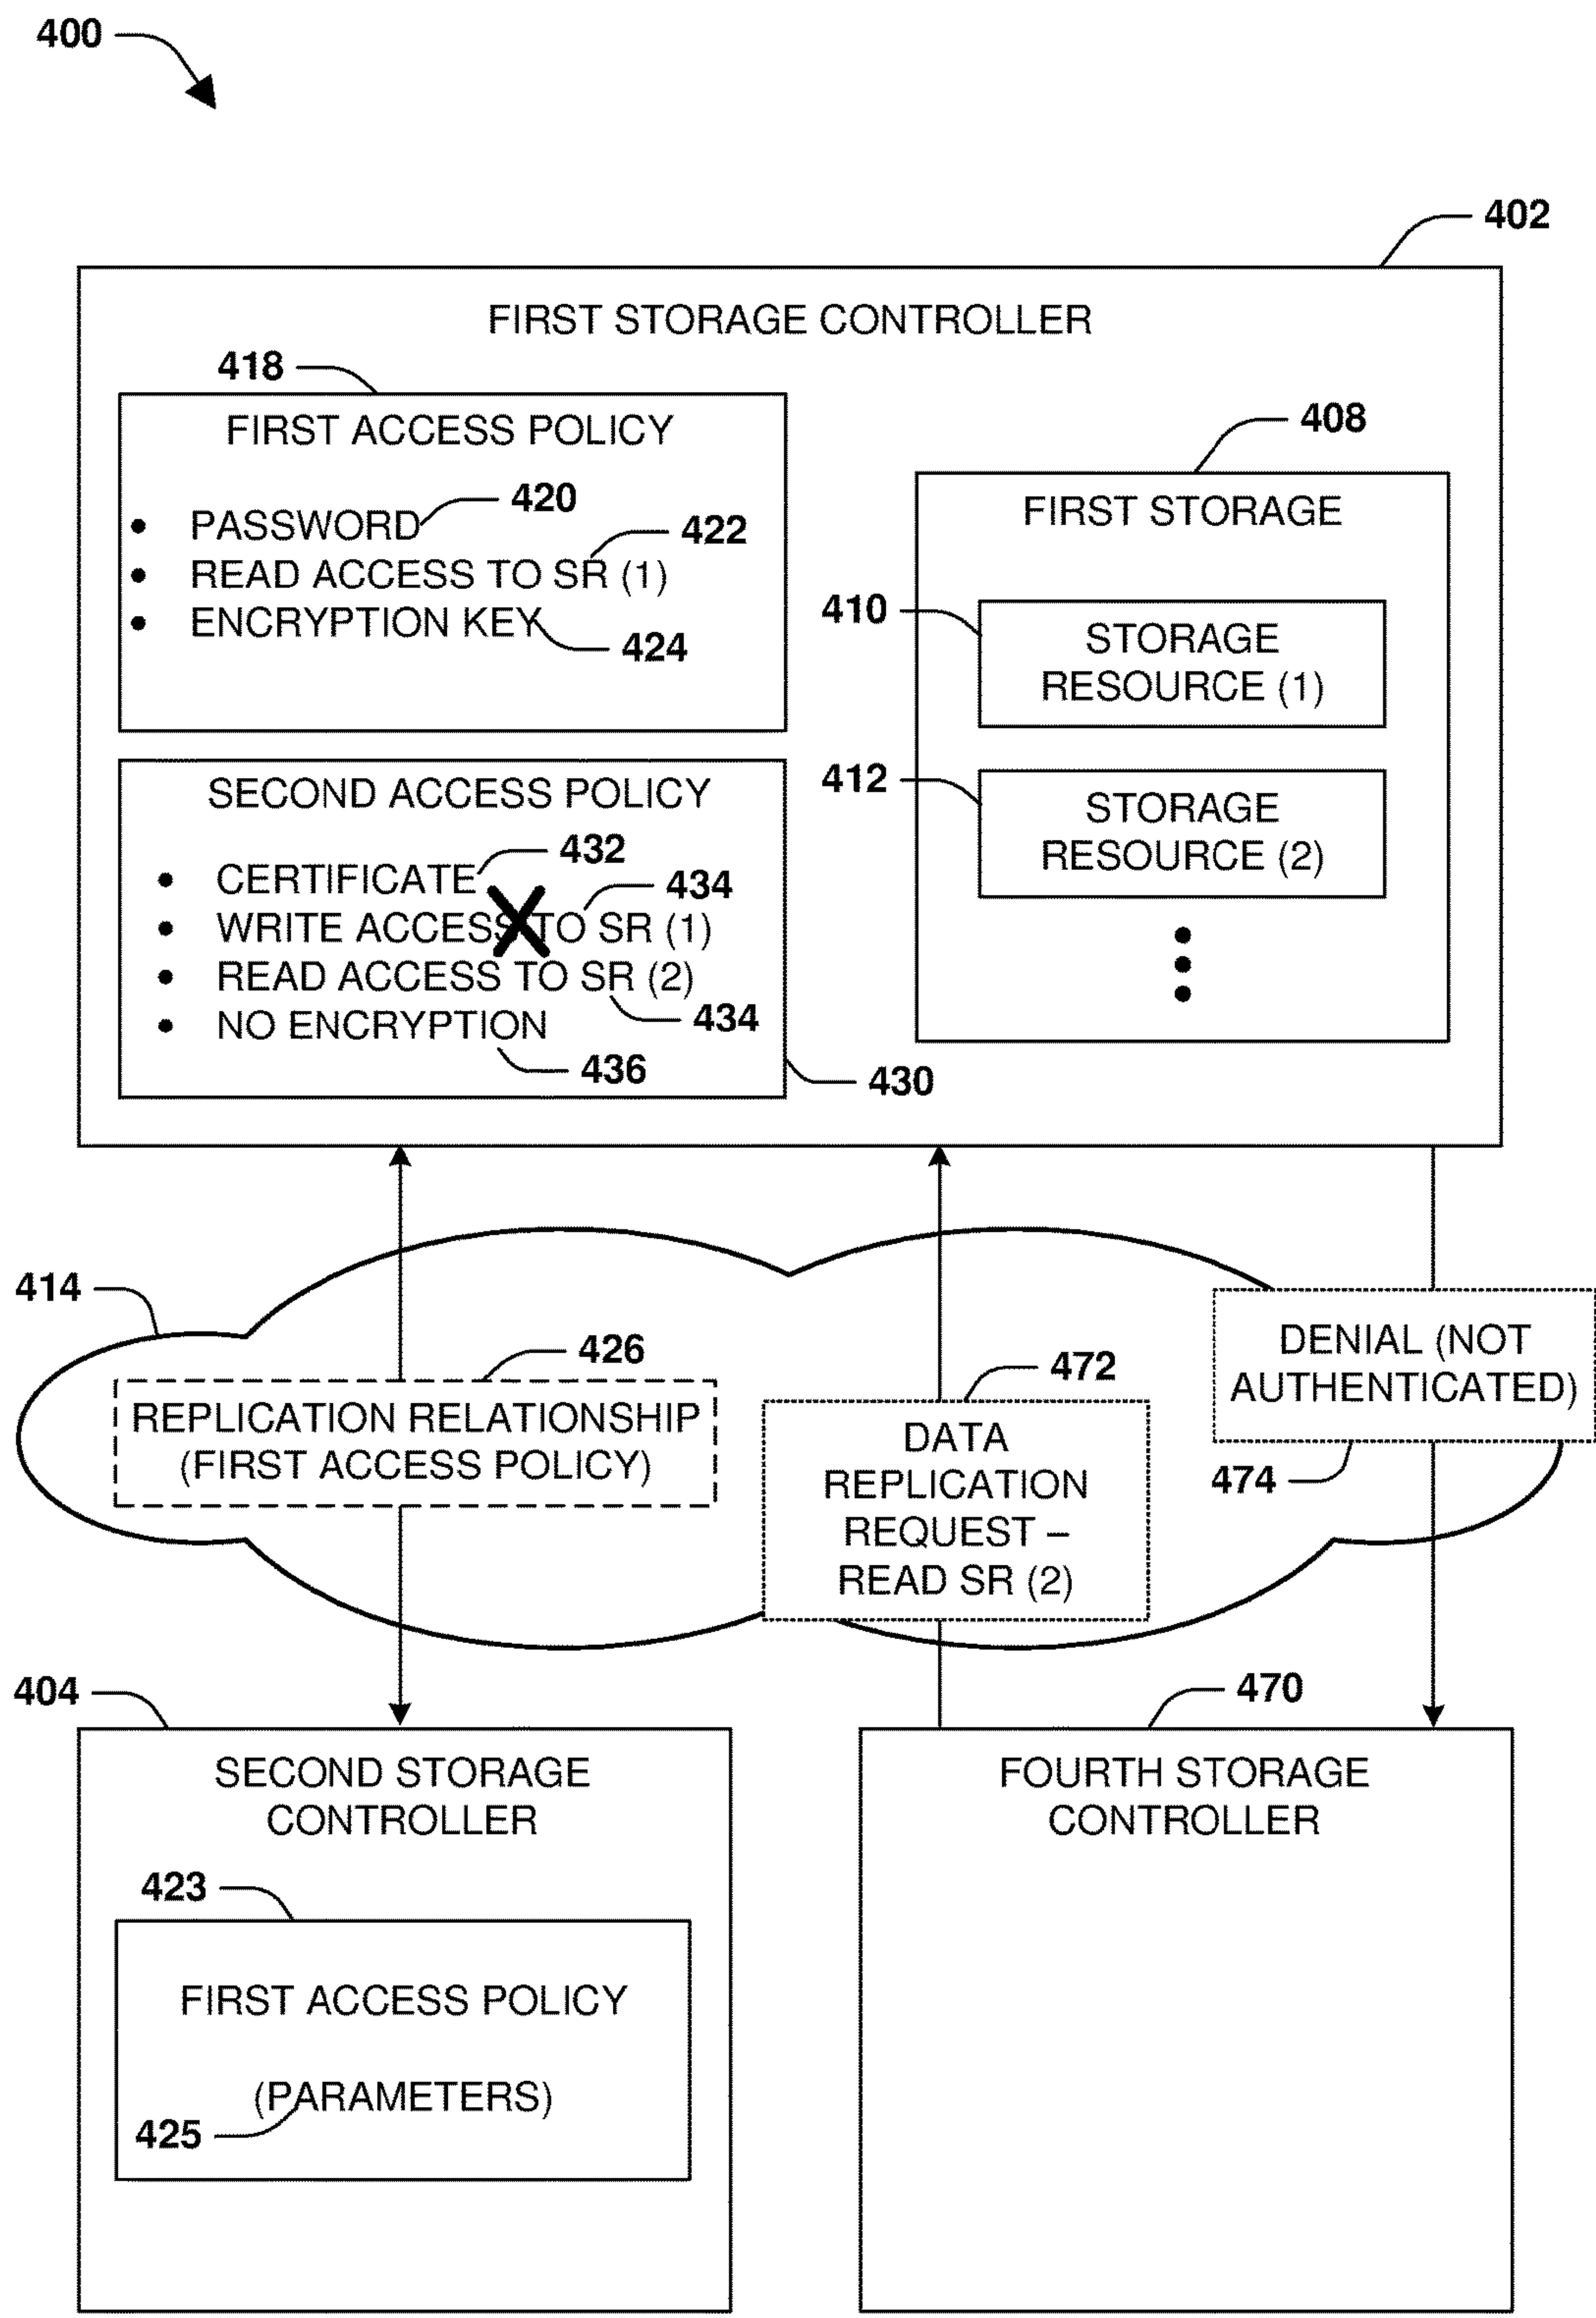 400
402
FIRST STORAGE CONTROLLER
418
FIRST ACCESS POLICY
• PASSWORD 420
• READ ACCESS TO SR (1) 422
• ENCRYPTION KEY 424
408
FIRST STORAGE
410
STORAGE
RESOURCE (1)
412
STORAGE
RESOURCE (2)
SECOND ACCESS POLICY
• CERTIFICATE 432
• WRITE ACCESS TO SR (1) 434
• READ ACCESS TO SR (2) 434
• NO ENCRYPTION
436
430
414
426
REPLICATION RELATIONSHIP
(FIRST ACCESS POLICY)
472
DATA
REPLICATION
REQUEST –
READ SR (2)
DENIAL (NOT
AUTHENTICATED)
474
404
SECOND STORAGE
CONTROLLER
423
FIRST ACCESS POLICY
(PARAMETERS)
425
470
FOURTH STORAGE
CONTROLLER